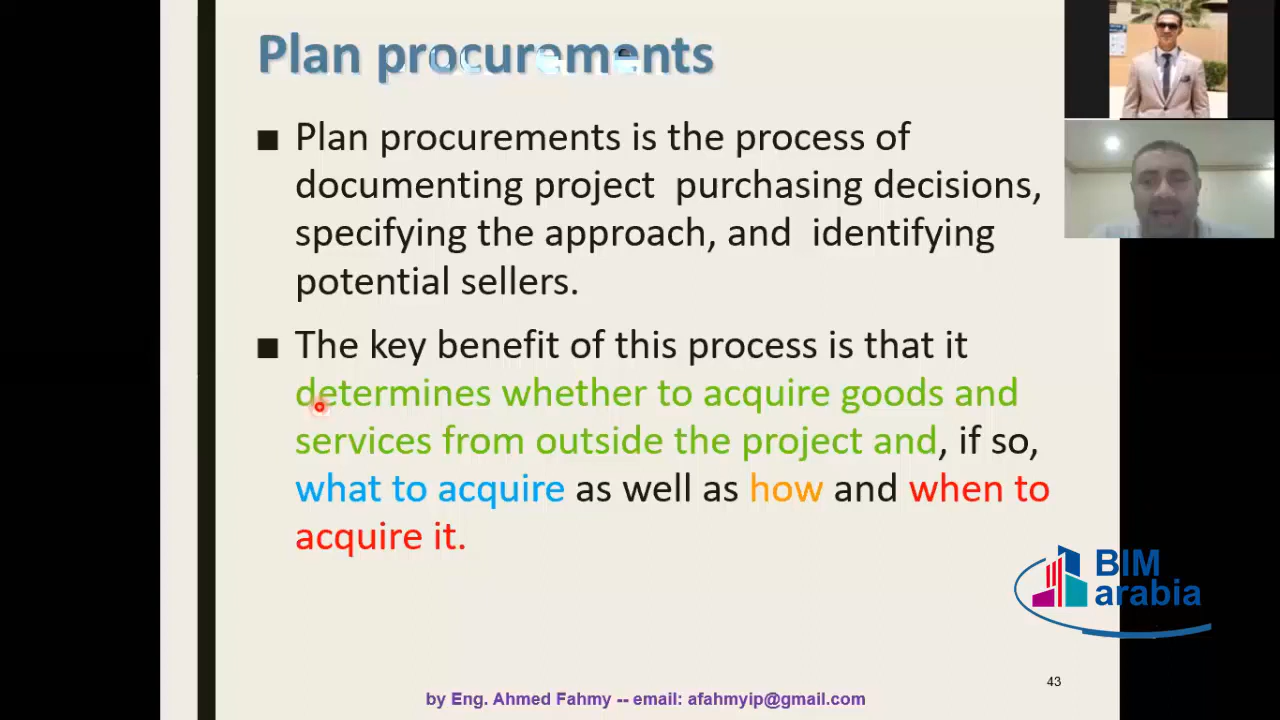 Plan procurements
■ Plan procurements is the process of
documenting project purchasing decisions,
specifying the approach, and identifying
potential sellers.
■ The key benefit of this process is that it
determines whether to acquire goods and
services from outside the project and, if so,
what to acquire as well as how and when to
acquire it.
BIM
arabia
43
by Eng. Ahmed Fahmy -- email: afahmyip@gmail.com